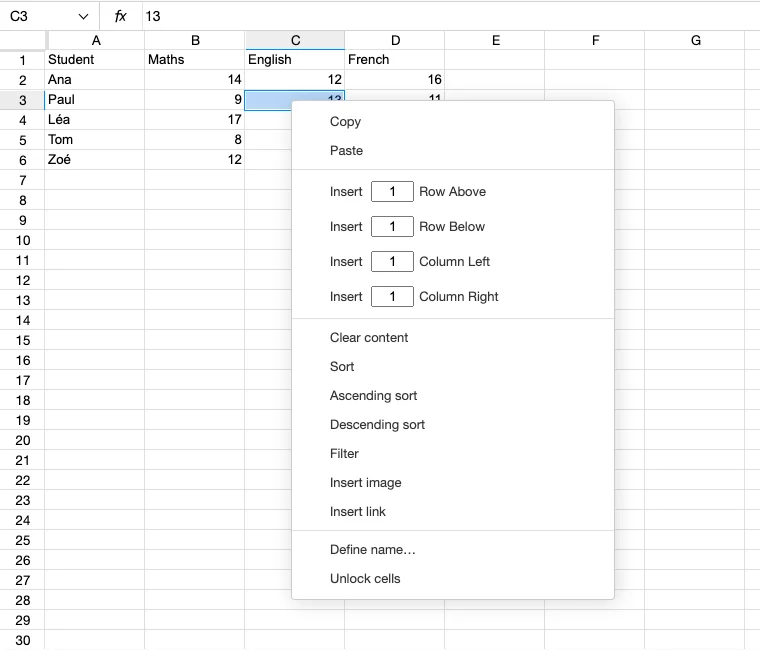 C3 fx 13
A B C D E F G
1 Student Maths English French
2 Ana 14 12 16
3 Paul 9 13 11
4 Léa 17
5 Tom 8
6 Zoé 12
7
8
9
10
11
12
13
14
15
16
17
18
19
20
21
22
23
24
25
26
27
28
29
30
Copy
Paste
Insert 1 Row Above
Insert 1 Row Below
Insert 1 Column Left
Insert 1 Column Right
Clear content
Sort
Ascending sort
Descending sort
Filter
Insert image
Insert link
Define name…
Unlock cells